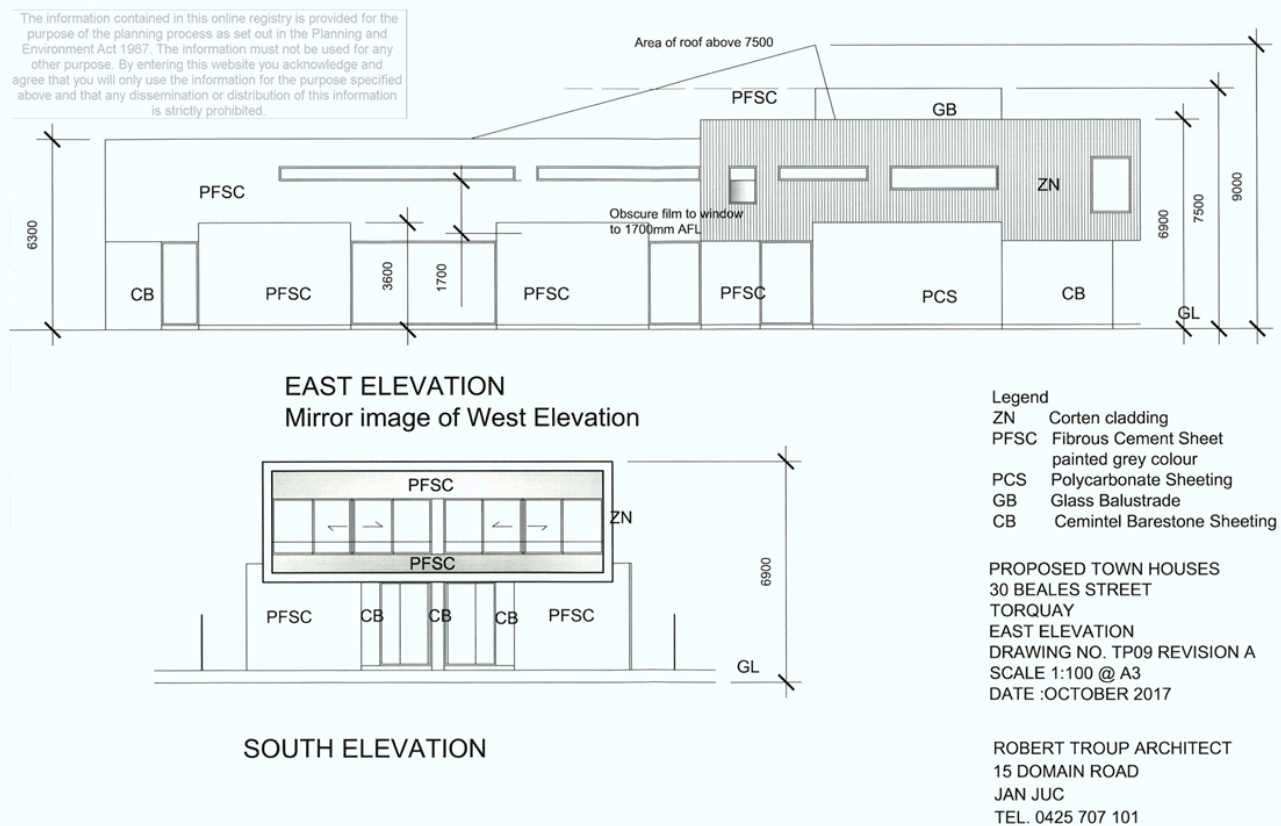 The information contained in this online registry is provided for the
purpose of the planning process as set out in the Planning and
Environment Act 1987. The information must not be used for any
other purpose. By entering this website you acknowledge and
agree that you will only use the information for the purpose specified
above and that any dissemination or distribution of this information
is strictly prohibited.
Area of roof above 7500
PFSC
GB
PFSC
ZN
Obscure film to window
to 1700mm AFL
6300
3600
1700
6900
7500
9000
CB
PFSC
PFSC
PFSC
PCS
CB
GL
EAST ELEVATION
Mirror image of West Elevation
PFSC
ZN
PFSC
PFSC
CB
CB
CB
PFSC
6900
GL
SOUTH ELEVATION
Legend
ZN Corten cladding
PFSC Fibrous Cement Sheet
painted grey colour
PCS Polycarbonate Sheeting
GB Glass Balustrade
CB Cemintel Barestone Sheeting
PROPOSED TOWN HOUSES
30 BEALES STREET
TORQUAY
EAST ELEVATION
DRAWING NO. TP09 REVISION A
SCALE 1:100 @ A3
DATE :OCTOBER 2017
ROBERT TROUP ARCHITECT
15 DOMAIN ROAD
JAN JUC
TEL. 0425 707 101